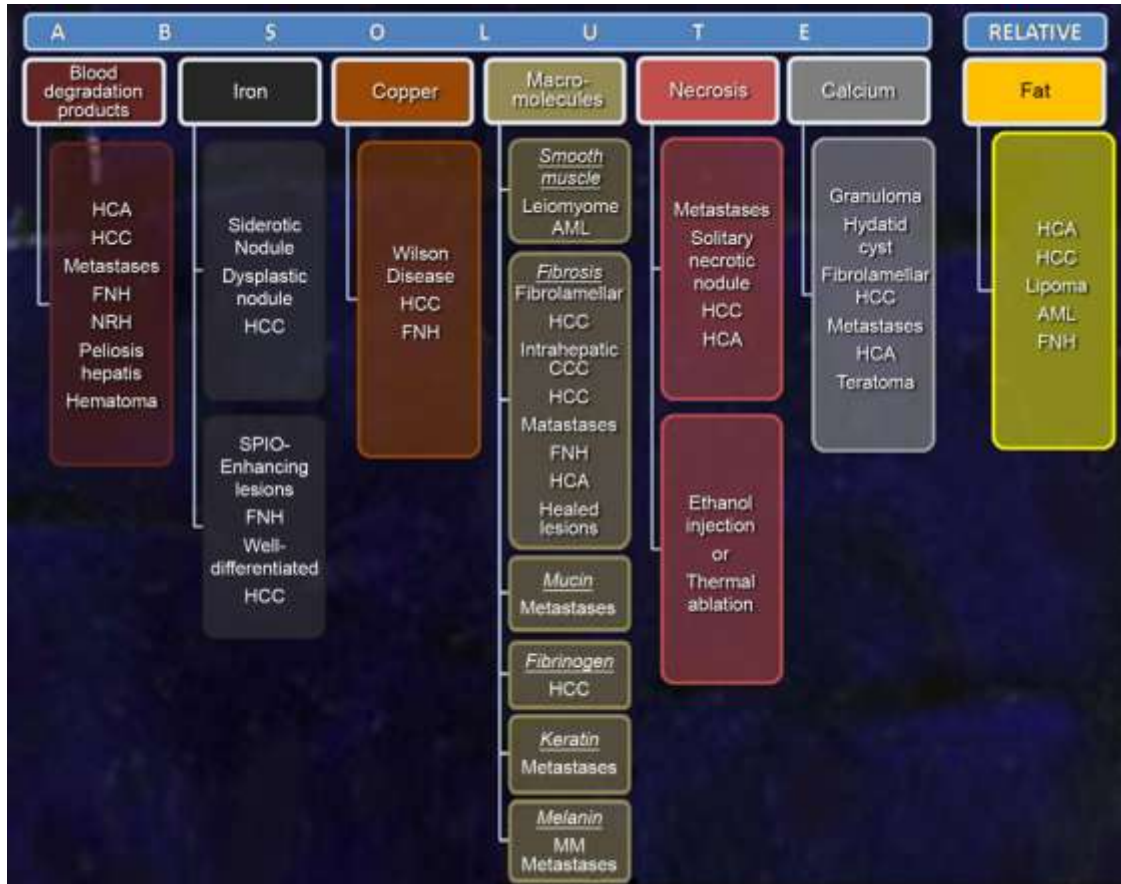 A B S O L U T E
RELATIVE
Blood
degradation
products
HCA
HCC
Metastases
FNH
NRH
Peliosis
hepatis
Hematoma
Iron
Siderotic
Nodule
Dysplastic
nodule
HCC
SPIO-
Enhancing
lesions
FNH
Well-
differentiated
HCC
Copper
Wilson
Disease
HCC
FNH
Macro-
molecules
Smooth
muscle
Leiomyome
AML
Fibrosis
Fibrolamellar
HCC
Intrahepatic
CCC
HCC
Matastases
FNH
HCA
Healed
lesions
Mucin
Metastases
Fibrinogen
HCC
Keratin
Metastases
Melanin
MM
Metastases
Necrosis
Metastases
Solitary
necrotic
nodule
HCC
HCA
Ethanol
injection
or
Thermal
ablation
Calcium
Granuloma
Hydatid
cyst
Fibrolamellar
HCC
Metastases
HCA
Teratoma
Fat
HCA
HCC
Lipoma
AML
FNH